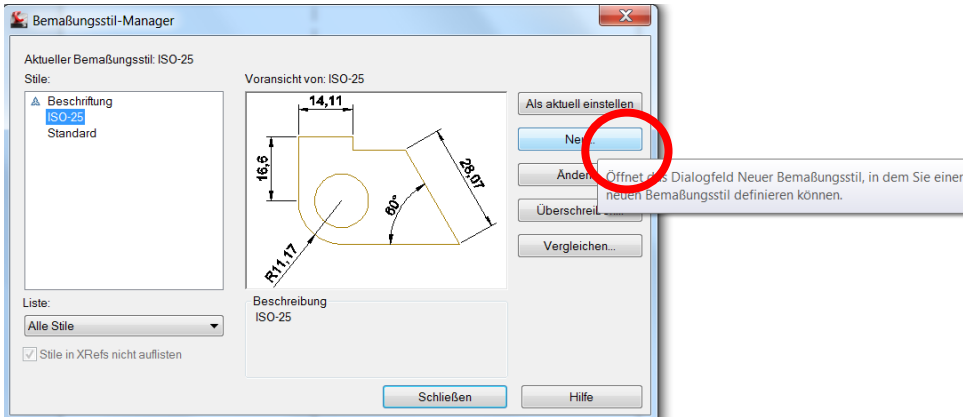 Bemaßungsstil-Manager
Aktueller Bemaßungsstil: ISO-25
Stile:
Beschriftung
ISO-25
Standard
Voransicht von: ISO-25
14,11
16,6
28,07
60°
R11,17
Als aktuell einstellen
Neu...
Öffnet das Dialogfeld Neuer Bemaßungsstil, in dem Sie einen
neuen Bemaßungsstil definieren können.
Vergleichen...
Liste:
Alle Stile
Stile in XRefs nicht auflisten
Beschreibung
ISO-25
Schließen
Hilfe